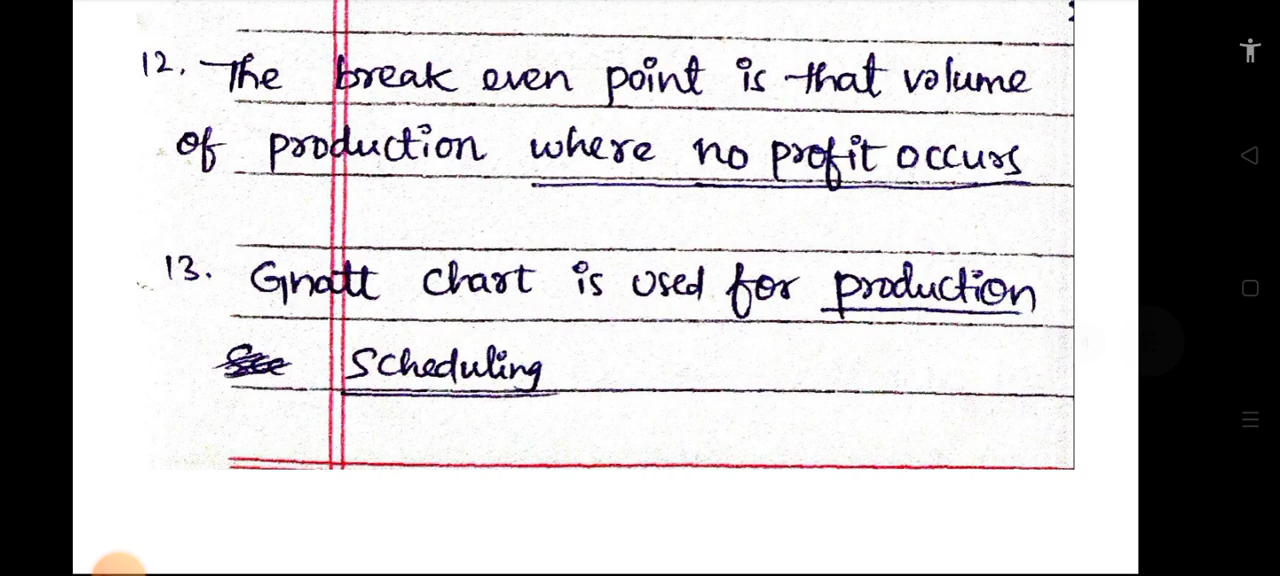 12. The break even point is that volume
of production where no profit occurs
13. Gnatt chart is used for production
Scheduling